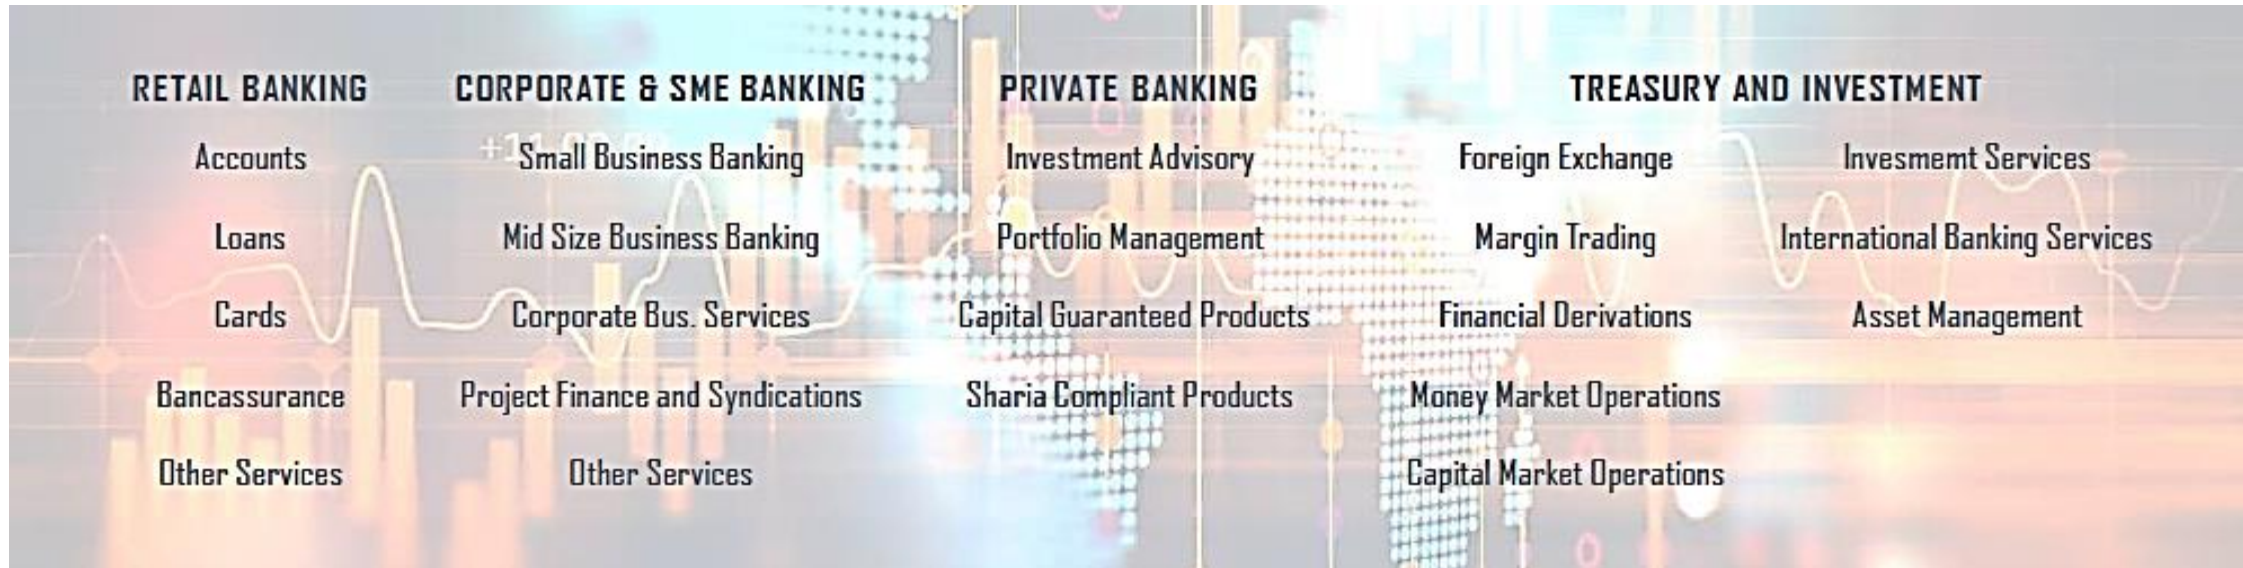 RETAIL BANKING
Accounts
Loans
Cards
Bancassurance
Other Services
CORPORATE & SME BANKING
Small Business Banking
Mid Size Business Banking
Corporate Bus. Services
Project Finance and Syndications
Other Services
PRIVATE BANKING
Investment Advisory
Portfolio Management
Capital Guaranteed Products
Sharia Compliant Products
TREASURY AND INVESTMENT
Foreign Exchange
Margin Trading
Financial Derivations
Money Market Operations
Capital Market Operations
Invesmemt Services
International Banking Services
Asset Management